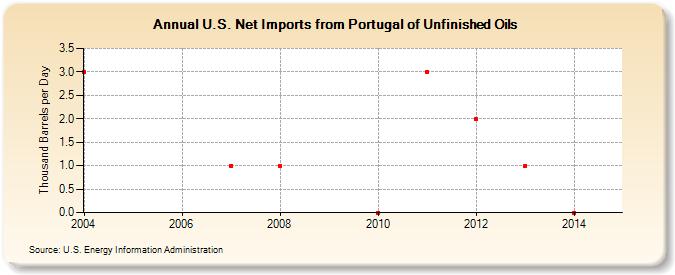 Annual U.S. Net Imports from Portugal of Unfinished Oils
Thousand Barrels per Day
3.5
3.0
2.5
2.0
1.5
1.0
0.5
0.0
2004 2006 2008 2010 2012 2014
Source: U.S. Energy Information Administration